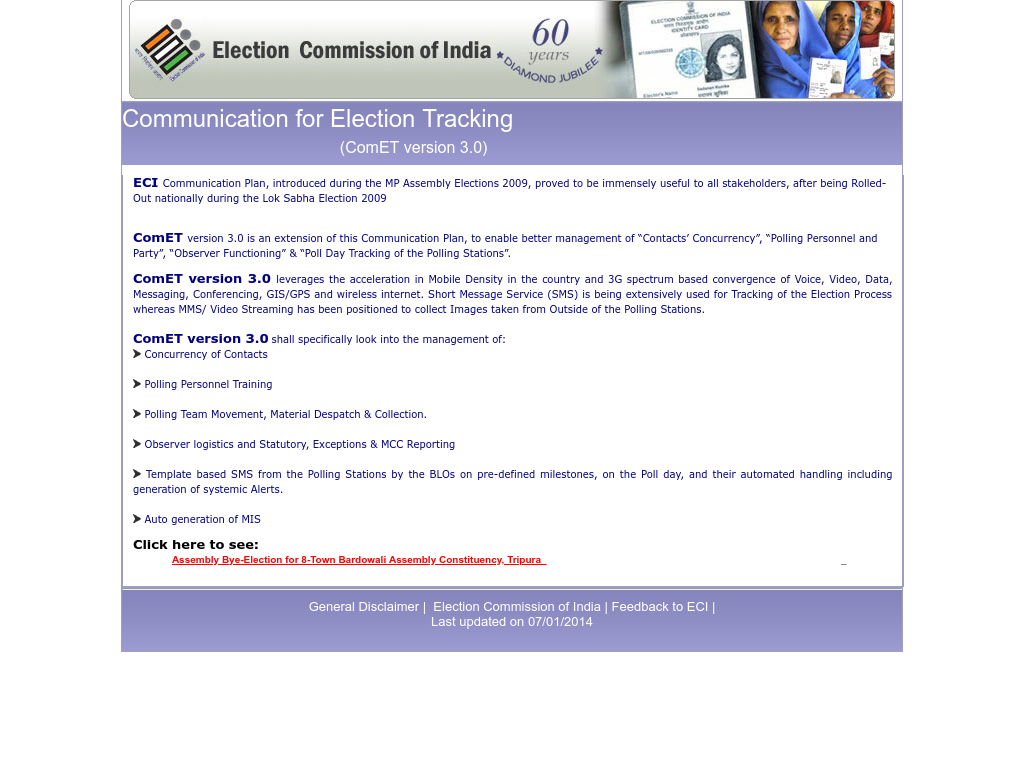 Election Commission of India
60
years
DIAMOND JUBILEE
ELECTION COMMISSION OF INDIA
IDENTITY CARD
Elector's Name
Communication for Election Tracking
(ComET version 3.0)
ECI Communication Plan, introduced during the MP Assembly Elections 2009, proved to be immensely useful to all stakeholders, after being Rolled-
Out nationally during the Lok Sabha Election 2009
ComET version 3.0 is an extension of this Communication Plan, to enable better management of “Contacts’ Concurrency”, “Polling Personnel and
Party”, “Observer Functioning” & “Poll Day Tracking of the Polling Stations”.
ComET version 3.0 leverages the acceleration in Mobile Density in the country and 3G spectrum based convergence of Voice, Video, Data,
Messaging, Conferencing, GIS/GPS and wireless internet. Short Message Service (SMS) is being extensively used for Tracking of the Election Process
whereas MMS/ Video Streaming has been positioned to collect Images taken from Outside of the Polling Stations.
ComET version 3.0 shall specifically look into the management of:
➤ Concurrency of Contacts
➤ Polling Personnel Training
➤ Polling Team Movement, Material Despatch & Collection.
➤ Observer logistics and Statutory, Exceptions & MCC Reporting
➤ Template based SMS from the Polling Stations by the BLOs on pre-defined milestones, on the Poll day, and their automated handling including
generation of systemic Alerts.
➤ Auto generation of MIS
Click here to see:
Assembly Bye-Election for 8-Town Bardowali Assembly Constituency, Tripura
General Disclaimer | Election Commission of India | Feedback to ECI |
Last updated on 07/01/2014